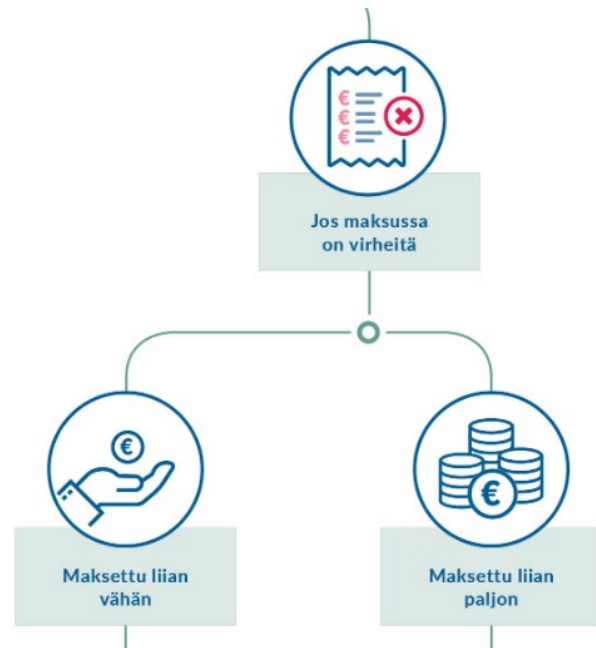 €
€
€
Jos maksussa
on virheitä
€
€
Maksettu liian
vähän
Maksettu liian
paljon